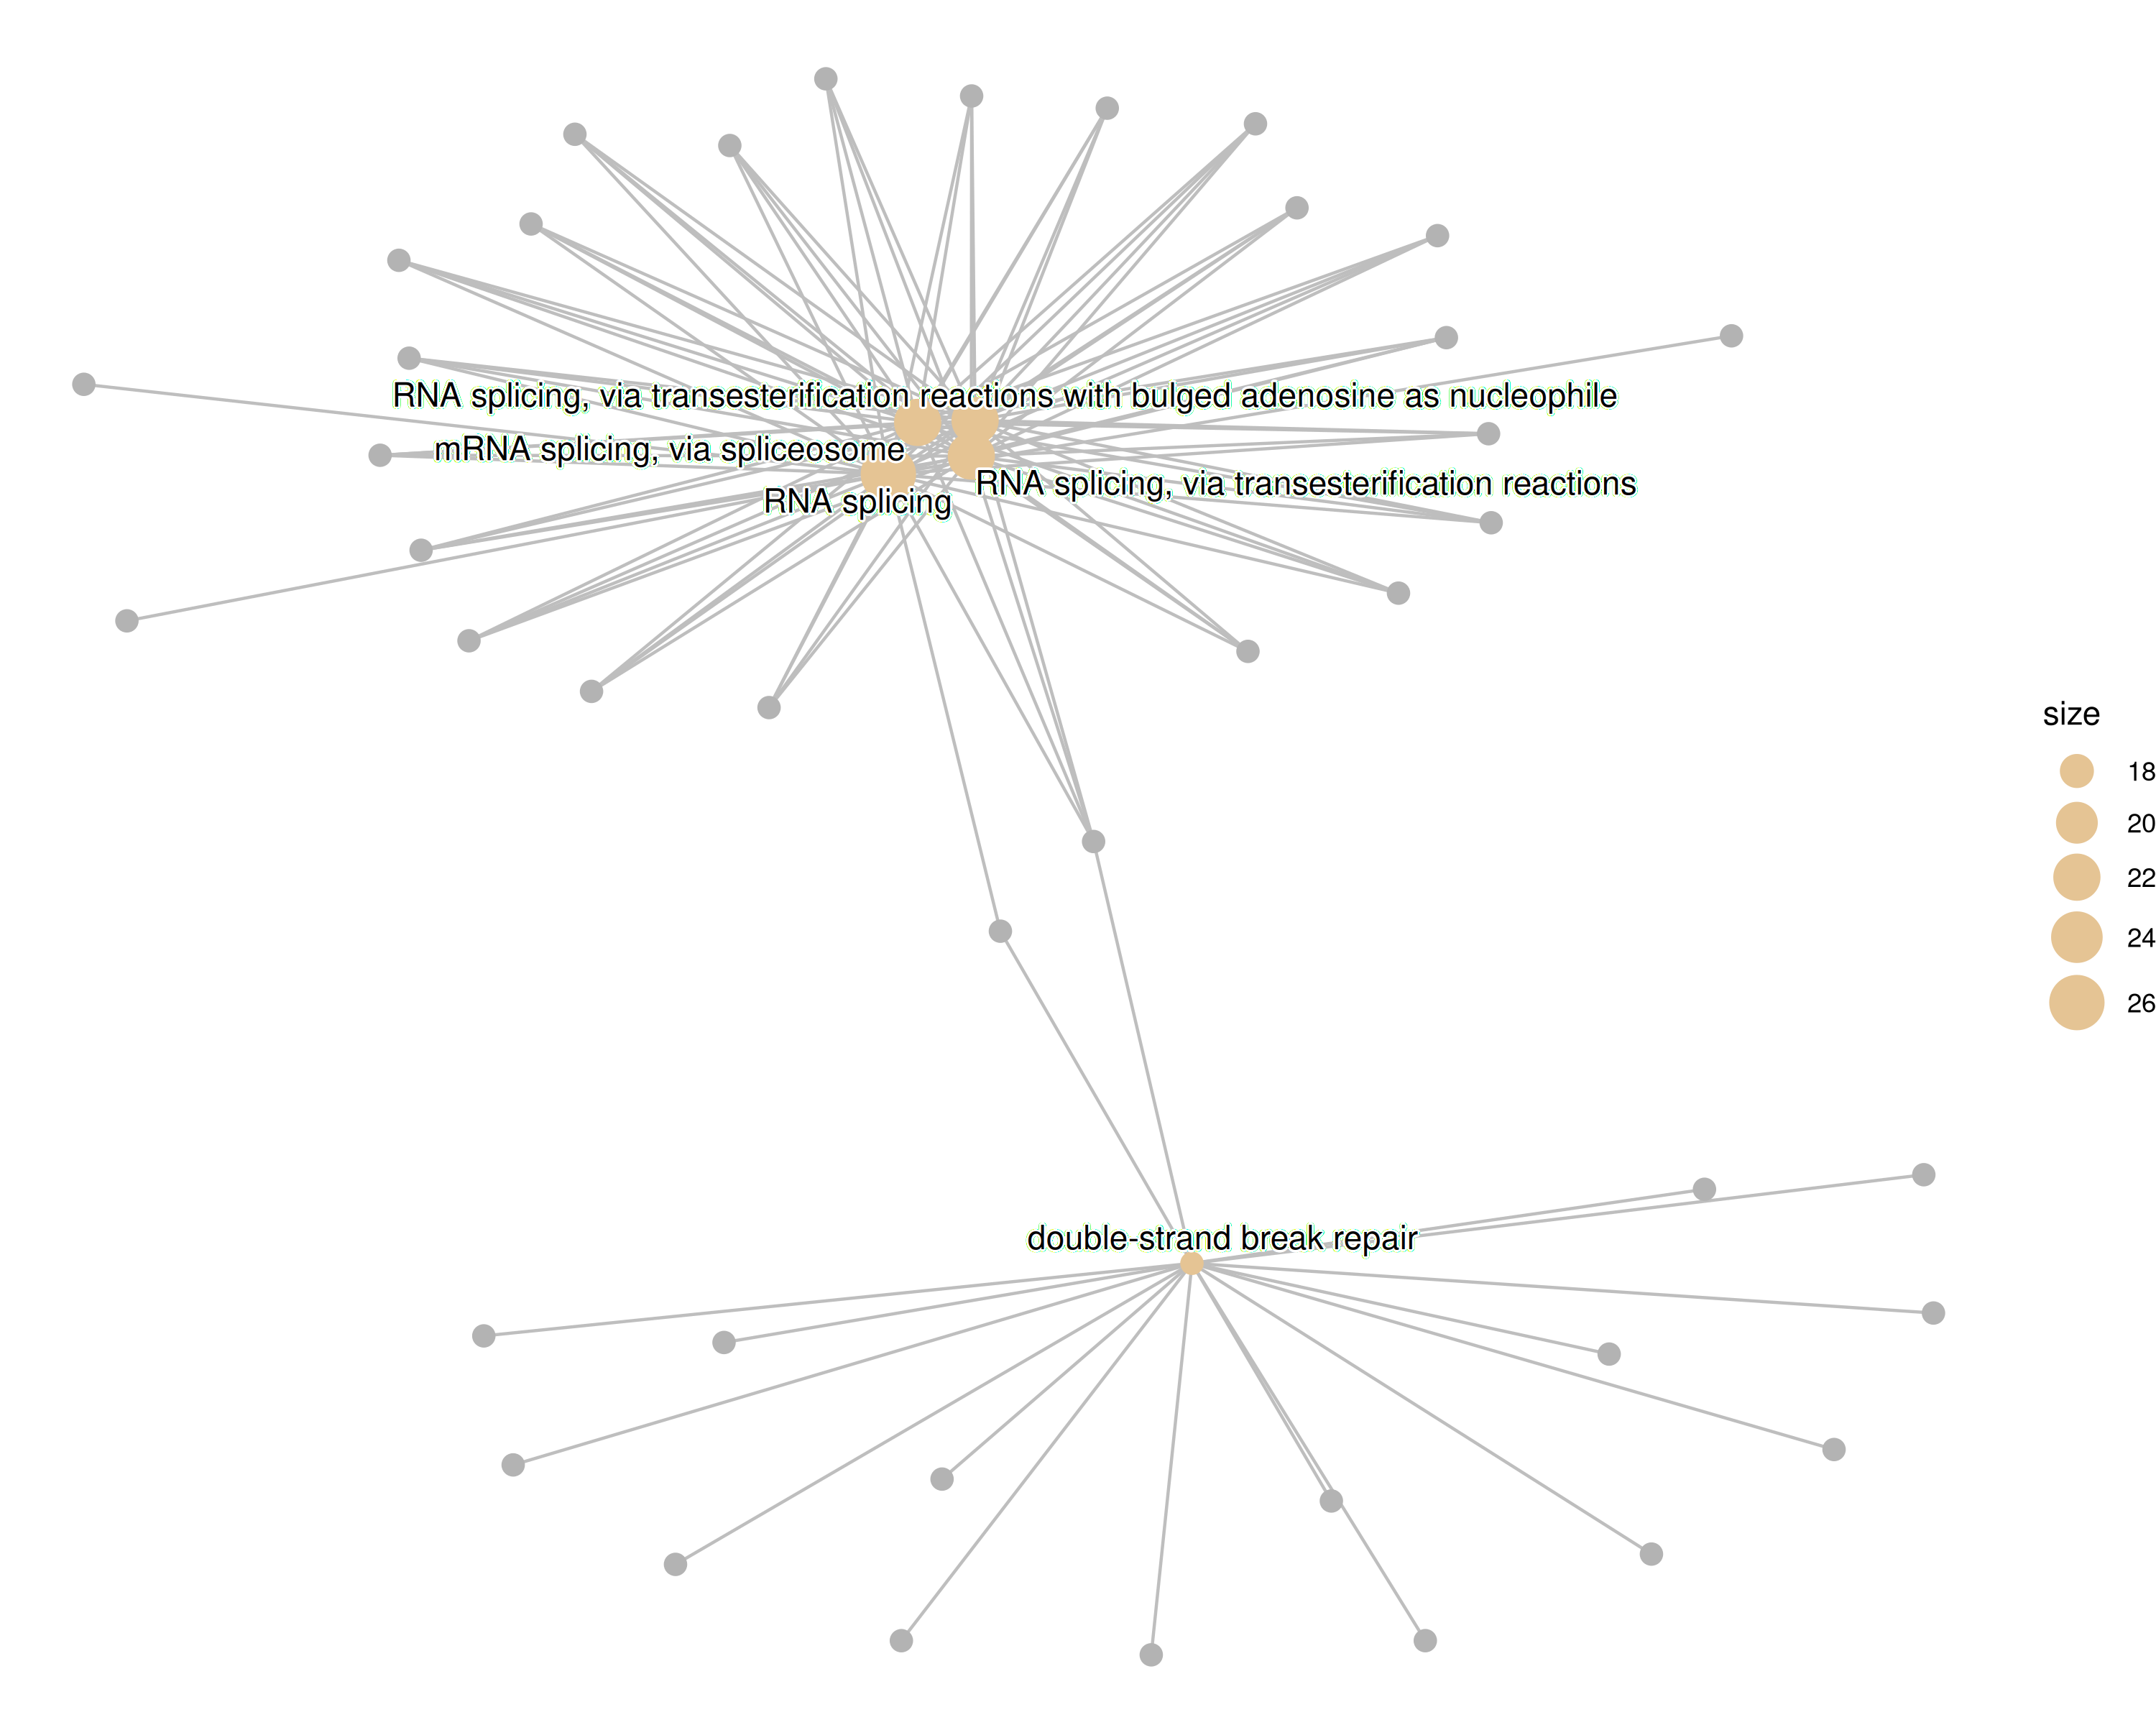 RNA splicing, via transesterification reactions with bulged adenosine as nucleophile
mRNA splicing, via spliceosome
RNA splicing, via transesterification reactions
RNA splicing
size
18
20
22
24
26
double-strand break repair